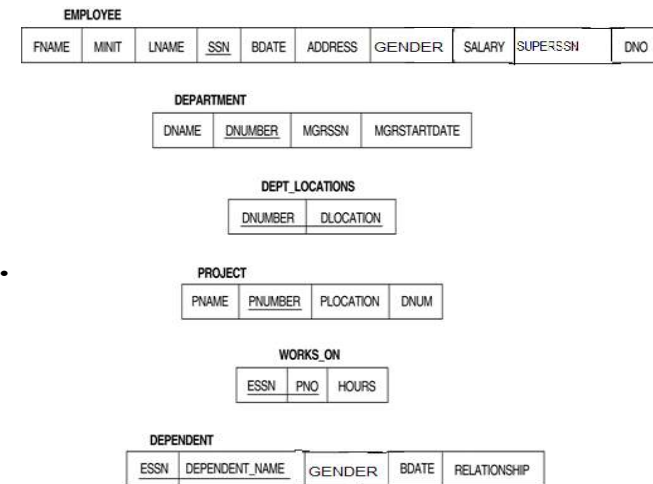 EMPLOYEE
FNAME MINIT LNAME SSN BDATE ADDRESS GENDER SALARY SUPERSSN DNO
DEPARTMENT
DNAME DNUMBER MGRSSN MGRSTARTDATE
DEPT_LOCATIONS
DNUMBER DLOCATION
• PROJECT
PNAME PNUMBER PLOCATION DNUM
WORKS_ON
ESSN PNO HOURS
DEPENDENT
ESSN DEPENDENT_NAME GENDER BDATE RELATIONSHIP